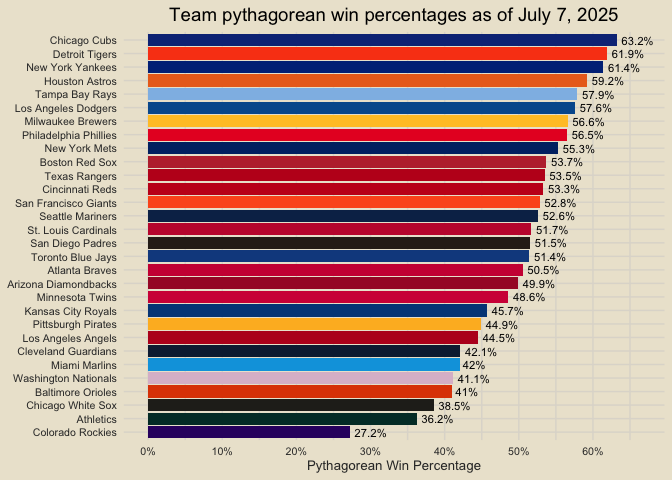 Team pythagorean win percentages as of July 7, 2025
Chicago Cubs 63.2%
Detroit Tigers 61.9%
New York Yankees 61.4%
Houston Astros 59.2%
Tampa Bay Rays 57.9%
Los Angeles Dodgers 57.6%
Milwaukee Brewers 56.6%
Philadelphia Phillies 56.5%
New York Mets 55.3%
Boston Red Sox 53.7%
Texas Rangers 53.5%
Cincinnati Reds 53.3%
San Francisco Giants 52.8%
Seattle Mariners 52.6%
St. Louis Cardinals 51.7%
San Diego Padres 51.5%
Toronto Blue Jays 51.4%
Atlanta Braves 50.5%
Arizona Diamondbacks 49.9%
Minnesota Twins 48.6%
Kansas City Royals 45.7%
Pittsburgh Pirates 44.9%
Los Angeles Angels 44.5%
Cleveland Guardians 42.1%
Miami Marlins 42%
Washington Nationals 41.1%
Baltimore Orioles 41%
Chicago White Sox 38.5%
Athletics 36.2%
Colorado Rockies 27.2%
0% 10% 20% 30% 40% 50% 60%
Pythagorean Win Percentage